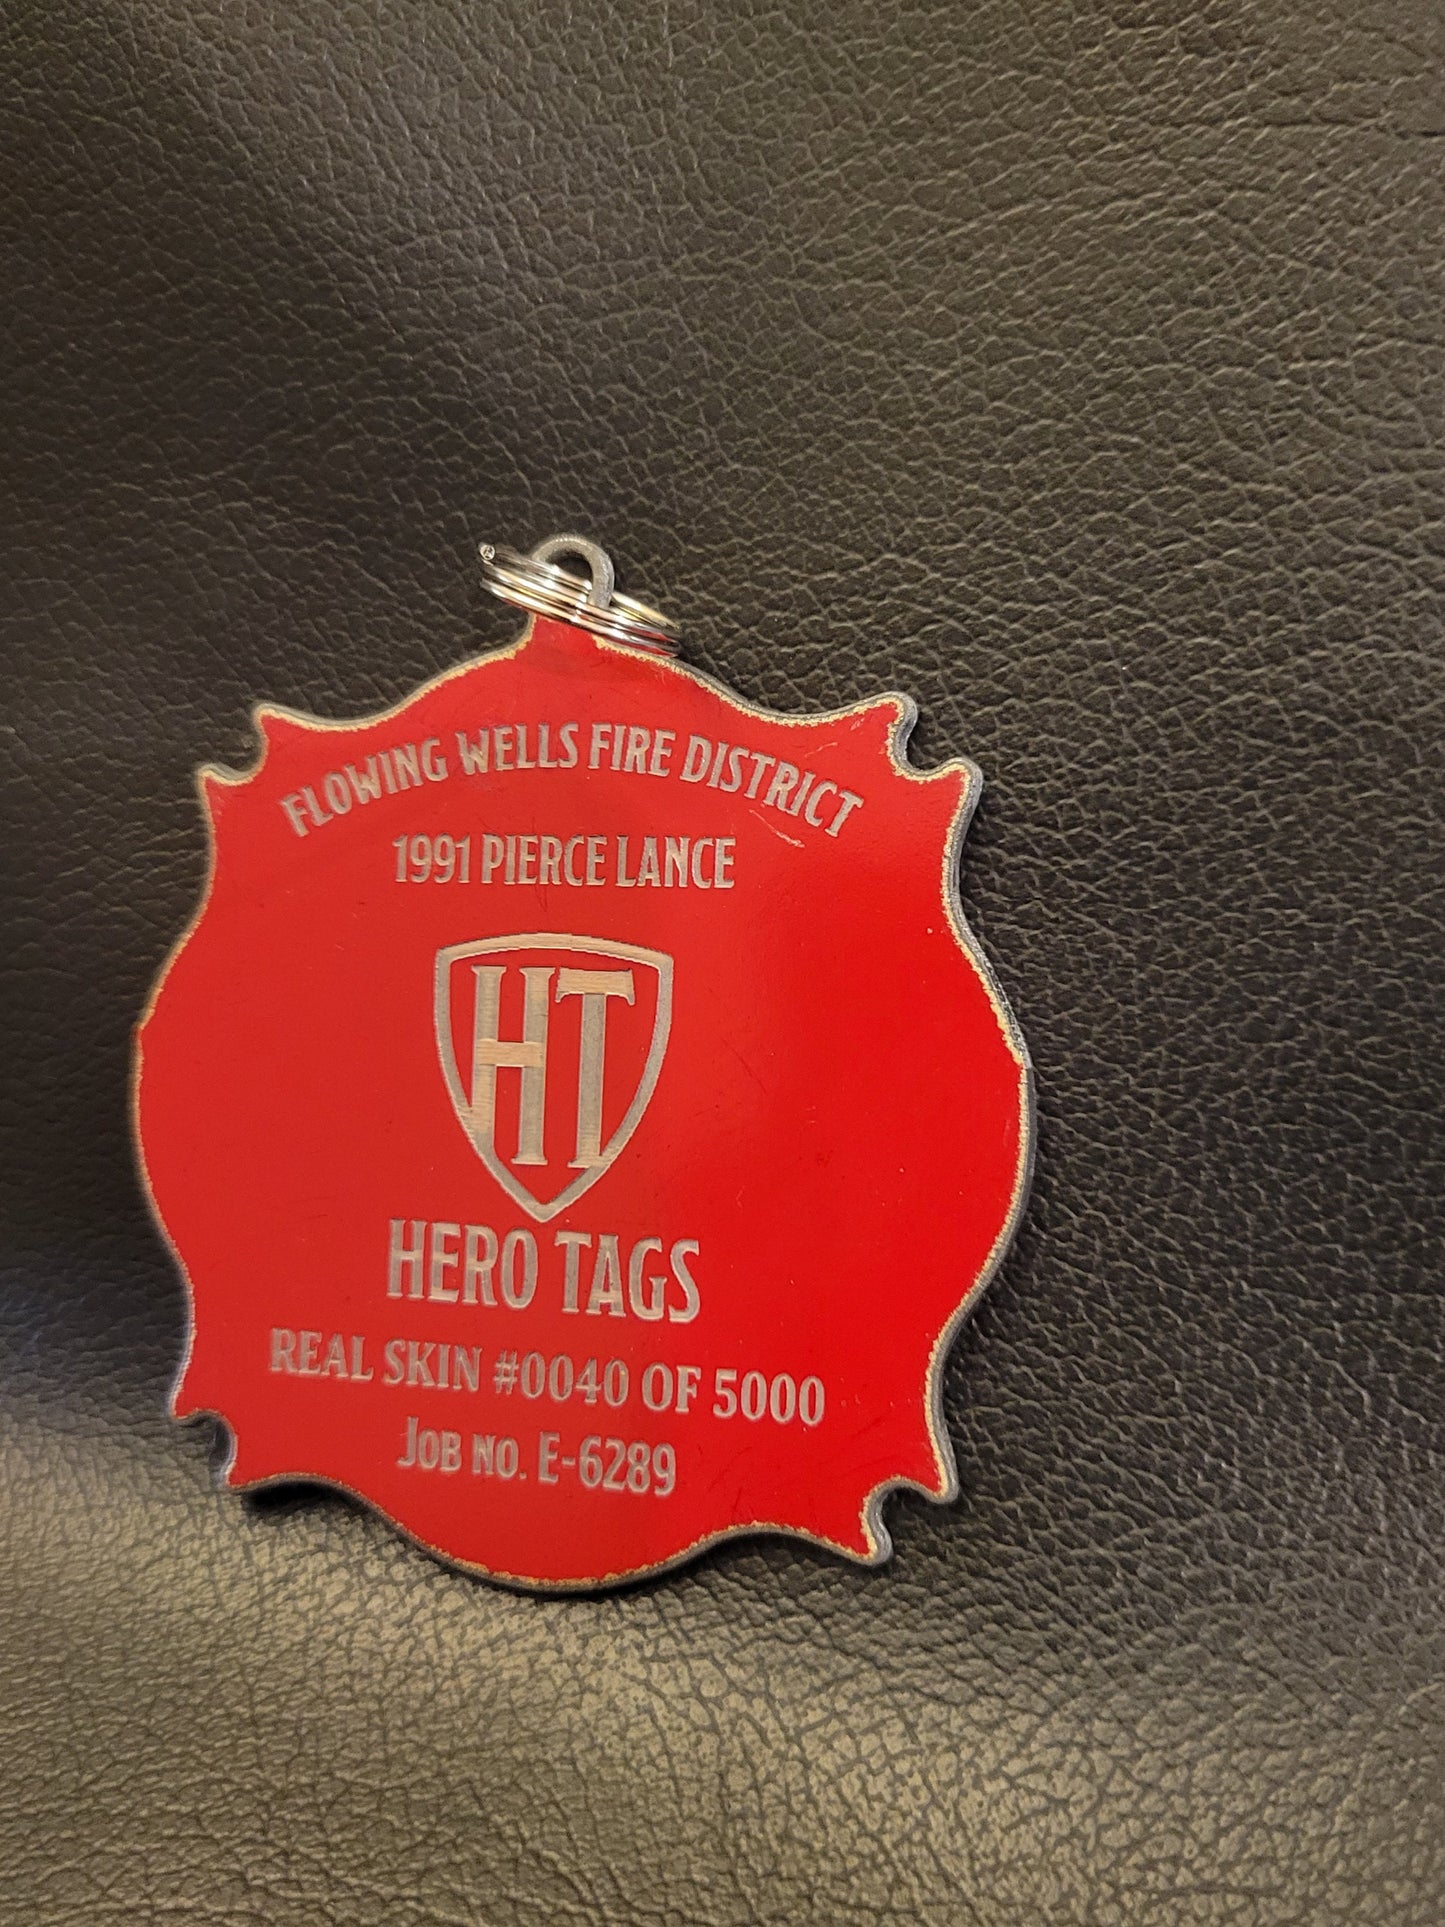 FLOWING WELLS FIRE DISTRICT
1991 PIERCE LANCE
HT
HERO TAGS
REAL SKIN #0040 OF 5000
JOB NO. E-6289